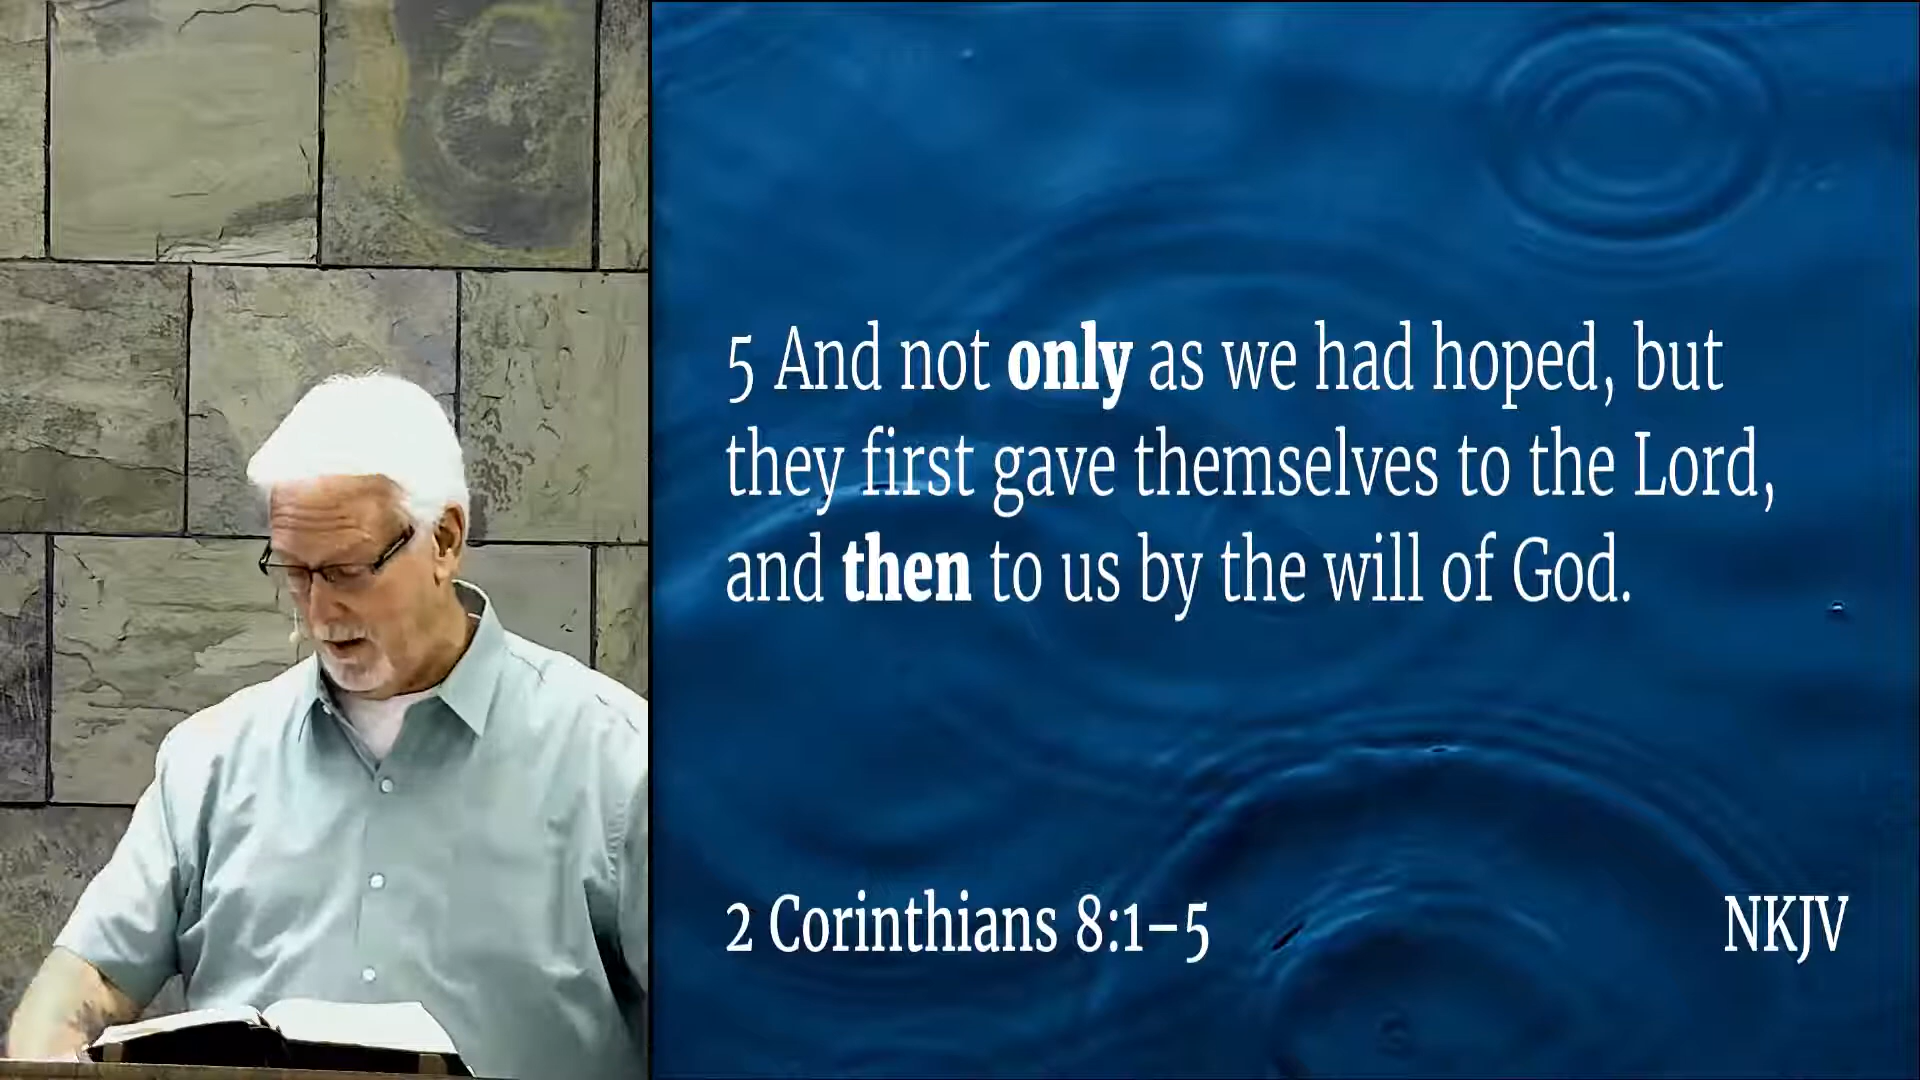 5 And not only as we had hoped, but
they first gave themselves to the Lord,
and then to us by the will of God.
2 Corinthians 8:1–5
NKJV